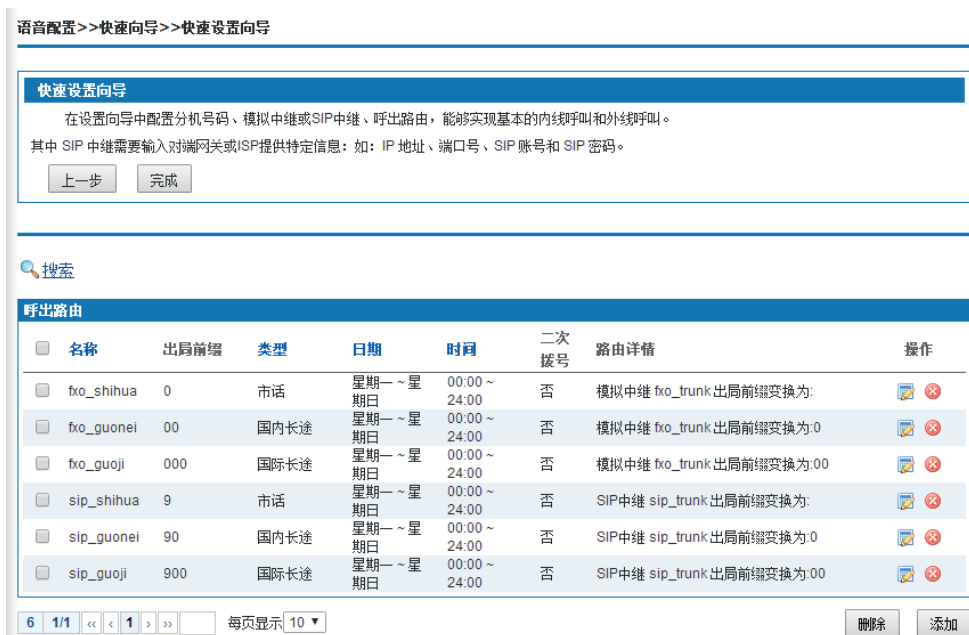 语音配置>>快速向导>>快速设置向导
快速设置向导
在设置向导中配置分机号码、模拟中继或SIP中继、呼出路由，能够实现基本的内线呼叫和外线呼叫。
其中 SIP 中继需要输入对端网关或ISP提供特定信息：如：IP 地址、端口号、SIP 账号和 SIP 密码。
上一步 完成
搜索
呼出路由
名称 出局前缀 类型 日期 时间 二次拨号 路由详情 操作
fxo_shihua 0 市话 星期一 ~ 星期日 00:00 ~ 24:00 否 模拟中继 fxo_trunk 出局前缀变换为:
fxo_guonei 00 国内长途 星期一 ~ 星期日 00:00 ~ 24:00 否 模拟中继 fxo_trunk 出局前缀变换为:0
fxo_guoji 000 国际长途 星期一 ~ 星期日 00:00 ~ 24:00 否 模拟中继 fxo_trunk 出局前缀变换为:00
sip_shihua 9 市话 星期一 ~ 星期日 00:00 ~ 24:00 否 SIP中继 sip_trunk 出局前缀变换为:
sip_guonei 90 国内长途 星期一 ~ 星期日 00:00 ~ 24:00 否 SIP中继 sip_trunk 出局前缀变换为:0
sip_guoji 900 国际长途 星期一 ~ 星期日 00:00 ~ 24:00 否 SIP中继 sip_trunk 出局前缀变换为:00
6 1/1 ‹‹ ‹ 1 › ›› 每页显示 10 删除 添加